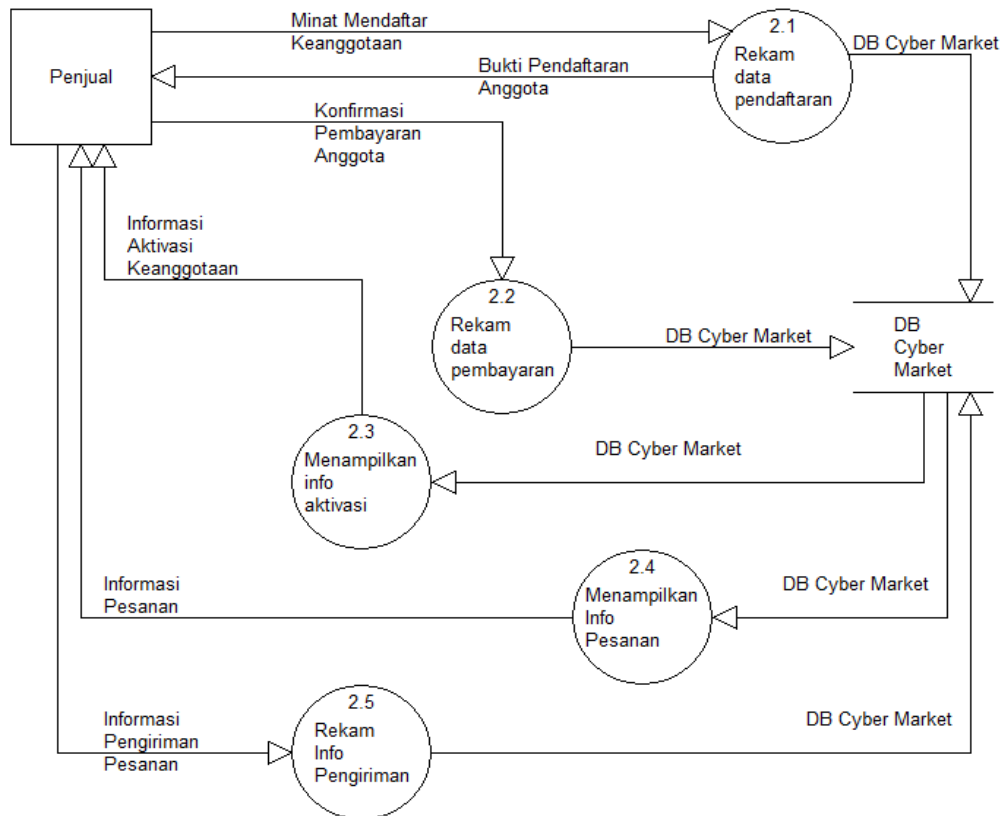 Penjual
Minat Mendaftar
Keanggotaan
2.1
Rekam
data
pendaftaran
DB Cyber Market
Bukti Pendaftaran
Anggota
Konfirmasi
Pembayaran
Anggota
Informasi
Aktivasi
Keanggotaan
2.2
Rekam
data
pembayaran
DB Cyber Market
DB
Cyber
Market
2.3
Menampilkan
info
aktivasi
DB Cyber Market
Informasi
Pesanan
2.4
Menampilkan
Info
Pesanan
DB Cyber Market
Informasi
Pengiriman
Pesanan
2.5
Rekam
Info
Pengiriman
DB Cyber Market